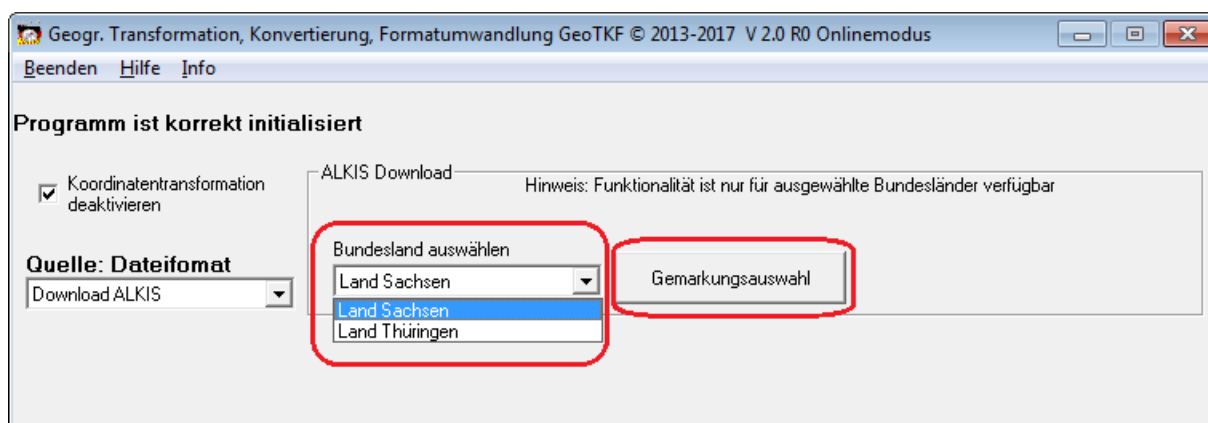 Geogr. Transformation, Konvertierung, Formatumwandlung GeoTKF © 2013-2017 V 2.0 R0 Onlinemodus
Beenden Hilfe Info
Programm ist korrekt initialisiert
Koordinatentransformation
deaktivieren
ALKIS Download
Hinweis: Funktionalität ist nur für ausgewählte Bundesländer verfügbar
Quelle: Dateifomat
Download ALKIS
Bundesland auswählen
Land Sachsen
Land Sachsen
Land Thüringen
Gemarkungsauswahl